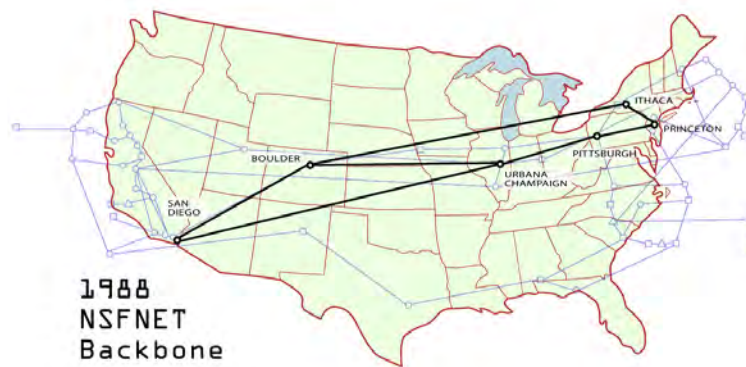 ITHACA
PRINCETON
BOULDER
PITTSBURGH
URBANA
CHAMPAIGN
SAN
DIEGO
1988
NSFNET
Backbone